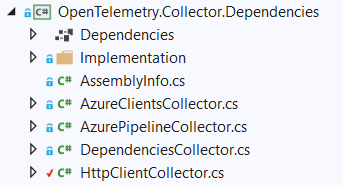 C# OpenTelemetry.Collector.Dependencies
Dependencies
Implementation
C# AssemblyInfo.cs
C# AzureClientsCollector.cs
C# AzurePipelineCollector.cs
C# DependenciesCollector.cs
C# HttpClientCollector.cs